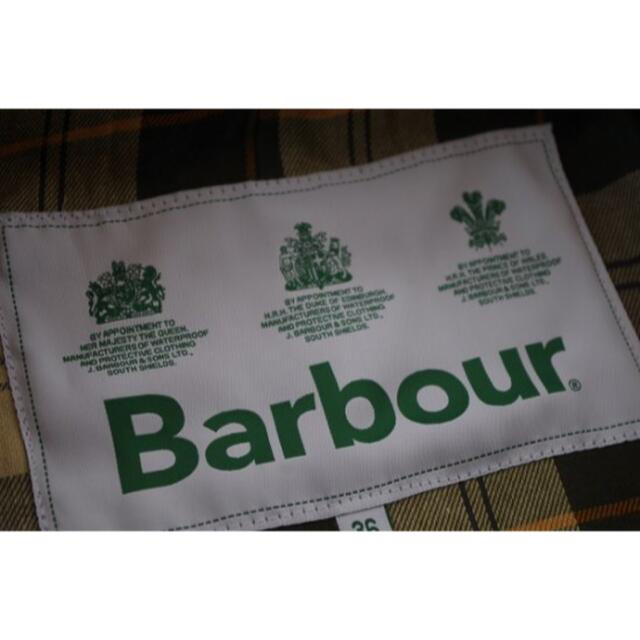 BY APPOINTMENT TO
HER MAJESTY THE QUEEN,
MANUFACTURERS OF WATERPROOF
AND PROTECTIVE CLOTHING
J. BARBOUR & SONS LTD.,
SOUTH SHIELDS.
BY APPOINTMENT TO
H.R.H. THE DUKE OF EDINBURGH,
MANUFACTURERS OF WATERPROOF
AND PROTECTIVE CLOTHING
J. BARBOUR & SONS LTD.,
SOUTH SHIELDS.
BY APPOINTMENT TO
H.R.H. THE PRINCE OF WALES,
MANUFACTURERS OF WATERPROOF
AND PROTECTIVE CLOTHING
J. BARBOUR & SONS LTD.,
SOUTH SHIELDS.
Barbour®
36